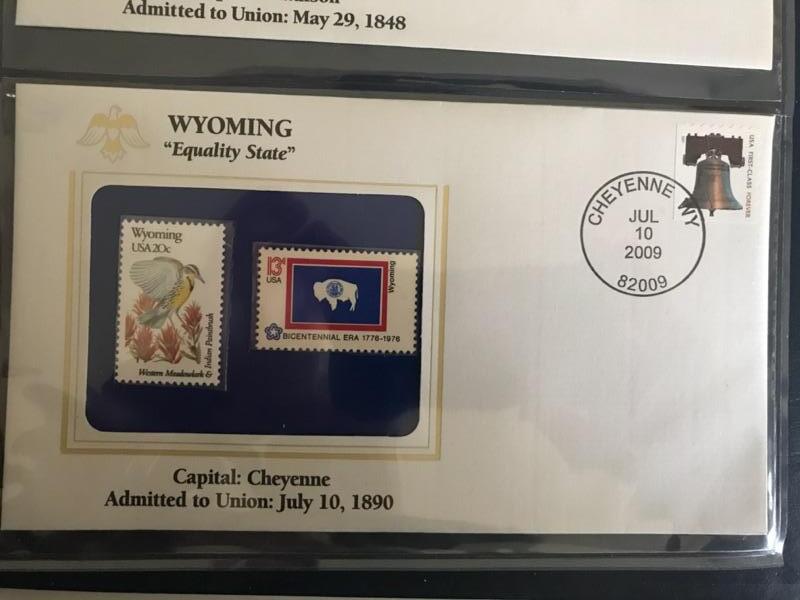 Admitted to Union: May 29, 1848
WYOMING
"Equality State"
Wyoming
USA 20c
Western Meadowlark &
Indian Paintbrush
13¢
USA
Wyoming
BICENTENNIAL ERA 1776-1976
USA FIRST-CLASS FOREVER
CHEYENNE WY
JUL
10
2009
82009
Capital: Cheyenne
Admitted to Union: July 10, 1890